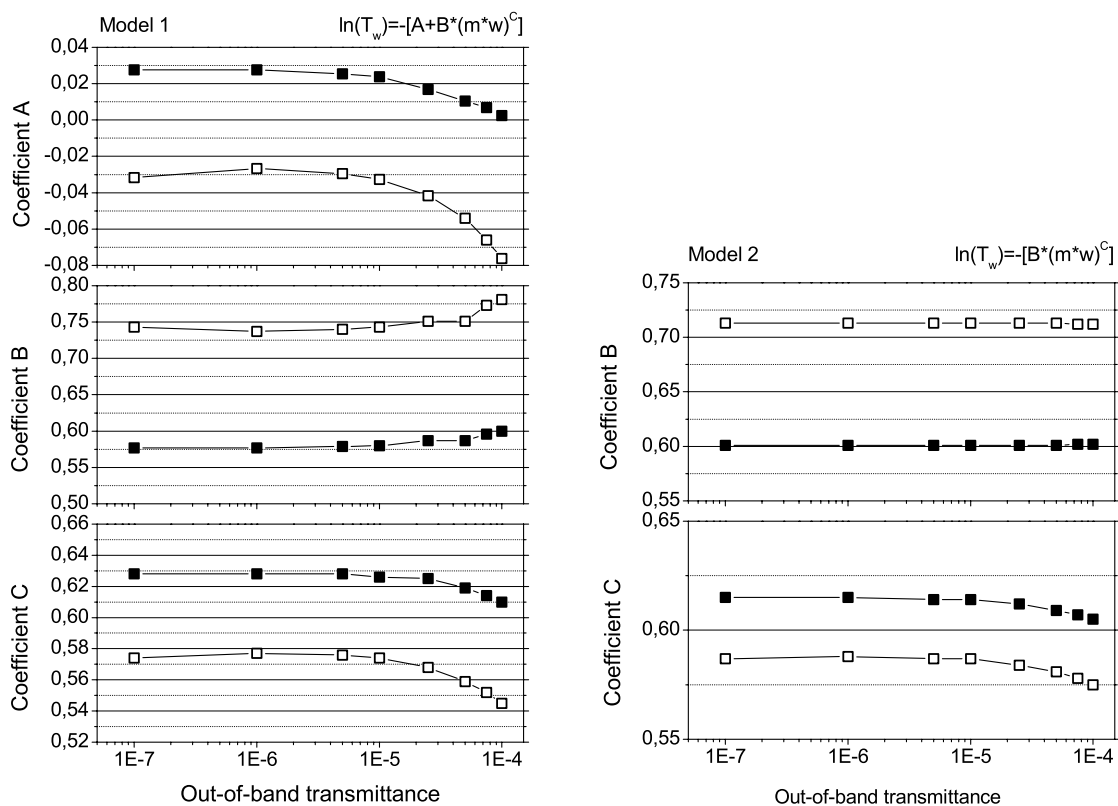 Model 1
ln(T_w)=-[A+B*(m*w)^C]
0,04
0,02
0,00
-0,02
-0,04
-0,06
-0,08
Coefficient A
0,80
0,75
0,70
0,65
0,60
0,55
0,50
Coefficient B
0,66
0,64
0,62
0,60
0,58
0,56
0,54
0,52
Coefficient C
1E-7 1E-6 1E-5 1E-4
Out-of-band transmittance
Model 2
ln(T_w)=-[B*(m*w)^C]
0,75
0,70
0,65
0,60
0,55
Coefficient B
0,65
0,60
0,55
Coefficient C
1E-7 1E-6 1E-5 1E-4
Out-of-band transmittance